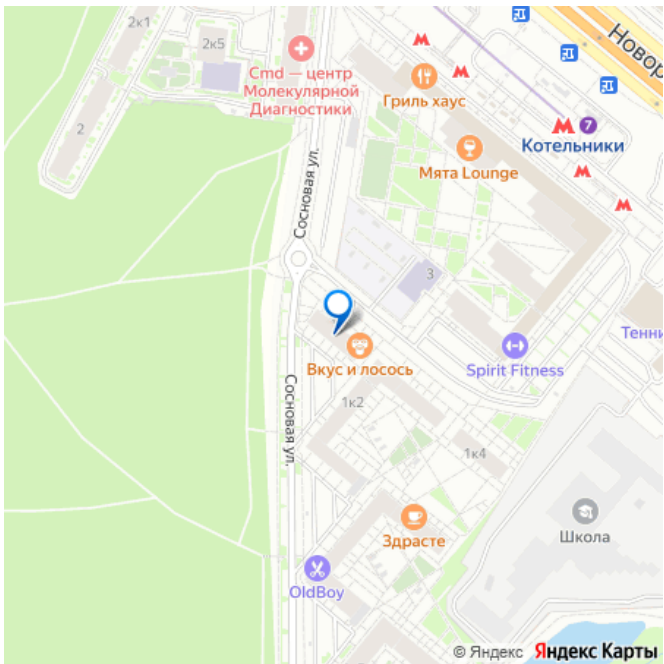 2к1
2к5
Cmd — центр
Молекулярной
Диагностики
2
Гриль хаус
Новор
7
Котельники
Мята Lounge
Сосновая ул.
3
Тенни
Вкус и лосось
Spirit Fitness
Сосновая ул.
1к2
1к4
Здрасте
Школа
OldBoy
© Яндекс Яндекс Карты